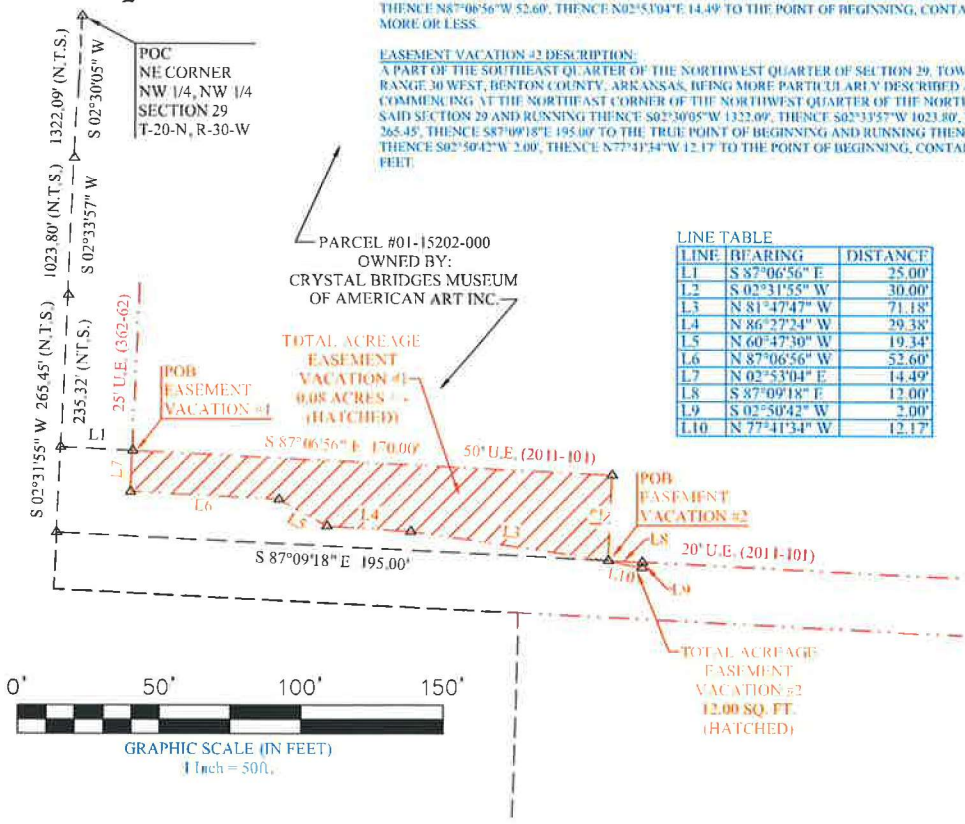 THENCE N87°06'56"W 52.60', THENCE N02°53'04"E 14.49' TO THE POINT OF BEGINNING, CONTA
MORE OR LESS.
EASEMENT VACATION #2 DESCRIPTION:
A PART OF THE SOUTHEAST QUARTER OF THE NORTHWEST QUARTER OF SECTION 29, TOW
RANGE 30 WEST, BENTON COUNTY, ARKANSAS, BEING MORE PARTICULARLY DESCRIBED
COMMENCING AT THE NORTHEAST CORNER OF THE NORTHWEST QUARTER OF THE NORTH
SAID SECTION 29 AND RUNNING THENCE S02°30'05"W 1322.09', THENCE S02°33'57"W 1023.80',
265.45', THENCE S87°09'18"E 195.00' TO THE TRUE POINT OF BEGINNING AND RUNNING THEN
THENCE S02°50'42"W 2.00', THENCE N77°41'34"W 12.17' TO THE POINT OF BEGINNING, CONTA
FEET.
POC
NE CORNER
NW 1/4, NW 1/4
SECTION 29
T-20-N, R-30-W
1322.09' (N.T.S.)
S 02°30'05" W
1023.80' (N.T.S.)
S 02°33'57" W
S 02°31'55" W 265.45' (N.T.S.)
235.32' (N.T.S.)
25' U.E. (362-62)
PARCEL #01-15202-000
OWNED BY:
CRYSTAL BRIDGES MUSEUM
OF AMERICAN ART INC.
LINE TABLE
LINE BEARING DISTANCE
L1 S 87°06'56" E 25.00'
L2 S 02°31'55" W 30.00'
L3 N 81°47'47" W 71.18'
L4 N 86°27'24" W 29.38'
L5 N 60°47'30" W 19.34'
L6 N 87°06'56" W 52.60'
L7 N 02°53'04" E 14.49'
L8 S 87°09'18" E 12.00'
L9 S 02°50'42" W 2.00'
L10 N 77°41'34" W 12.17'
POB
EASEMENT
VACATION #1
TOTAL ACREAGE
EASEMENT
VACATION #1
0.08 ACRES + -
(HATCHED)
L1
S 87°06'56" E 170.00'
50' U.E. (2011-101)
L7
L6
L5
L4
L3
L2
POB
EASEMENT
VACATION #2
L8
20' U.E. (2011-101)
L10
L9
S 87°09'18" E 195.00'
TOTAL ACREAGE
EASEMENT
VACATION #2
12.00 SQ. FT.
(HATCHED)
0' 50' 100' 150'
GRAPHIC SCALE (IN FEET)
1 Inch = 50ft.